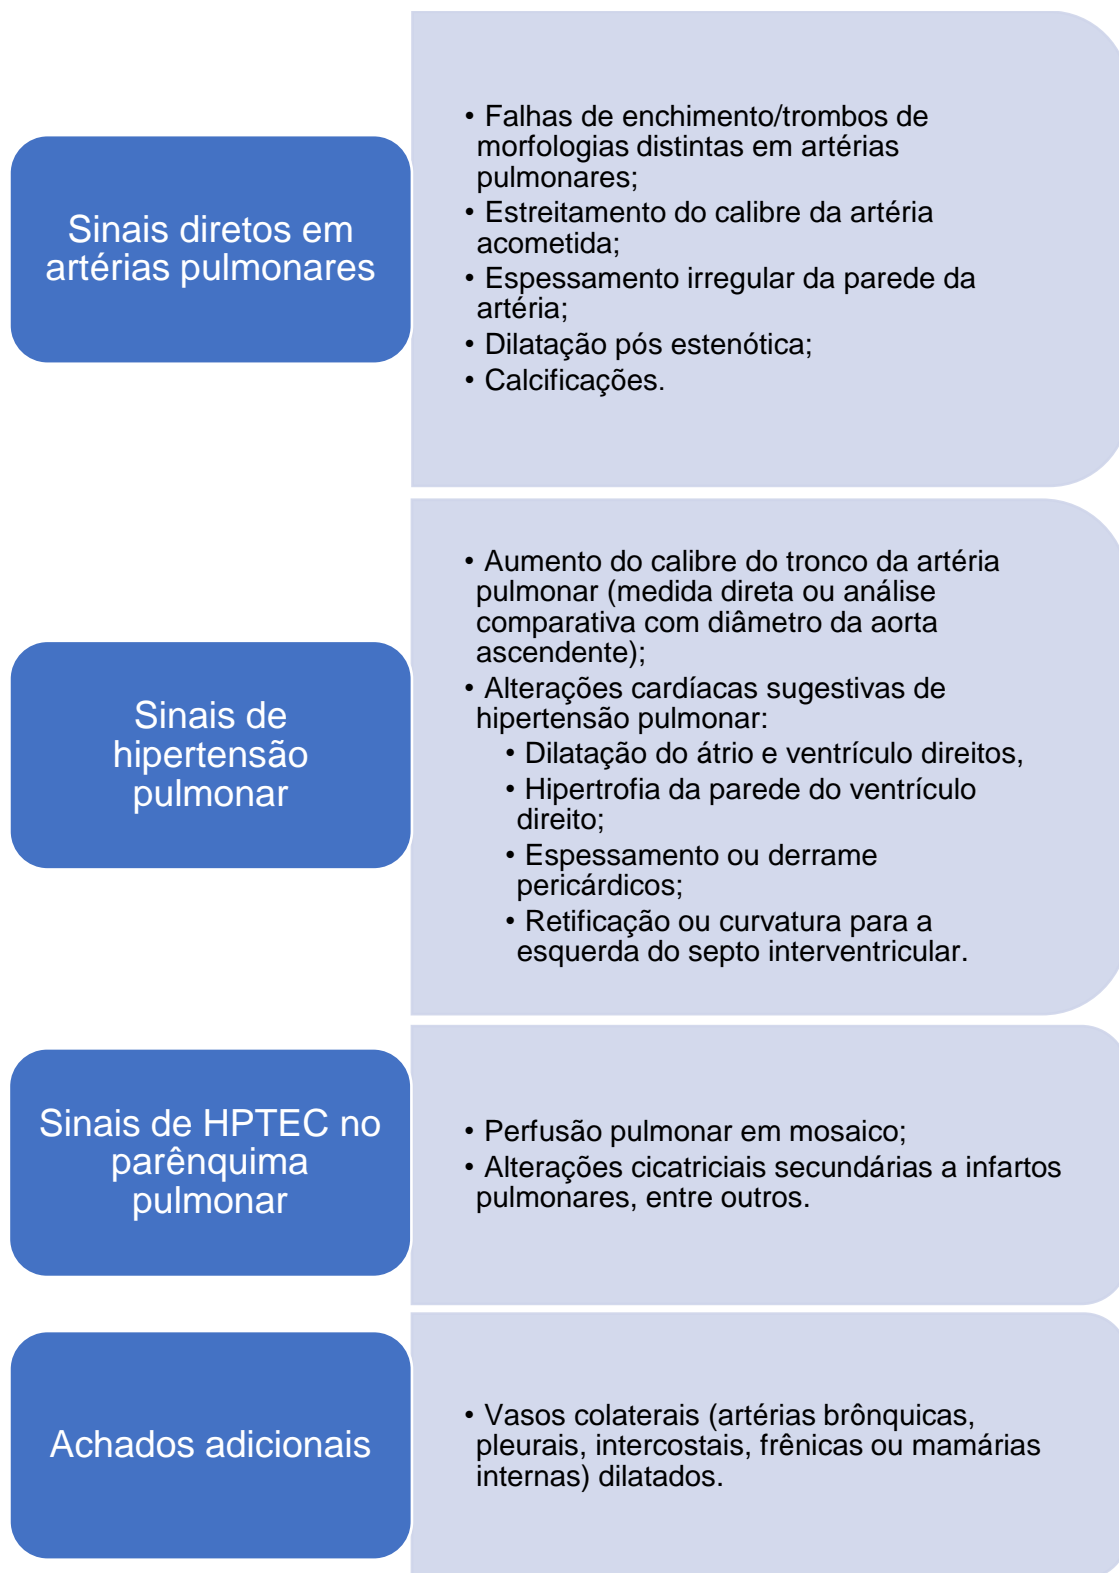 Sinais diretos em
artérias pulmonares
• Falhas de enchimento/trombos de
morfologias distintas em artérias
pulmonares;
• Estreitamento do calibre da artéria
acometida;
• Espessamento irregular da parede da
artéria;
• Dilatação pós estenótica;
• Calcificações.
Sinais de
hipertensão
pulmonar
• Aumento do calibre do tronco da artéria
pulmonar (medida direta ou análise
comparativa com diâmetro da aorta
ascendente);
• Alterações cardíacas sugestivas de
hipertensão pulmonar:
• Dilatação do átrio e ventrículo direitos,
• Hipertrofia da parede do ventrículo
direito;
• Espessamento ou derrame
pericárdicos;
• Retificação ou curvatura para a
esquerda do septo interventricular.
Sinais de HPTEC no
parênquima
pulmonar
• Perfusão pulmonar em mosaico;
• Alterações cicatriciais secundárias a infartos
pulmonares, entre outros.
Achados adicionais
• Vasos colaterais (artérias brônquicas,
pleurais, intercostais, frênicas ou mamárias
internas) dilatados.